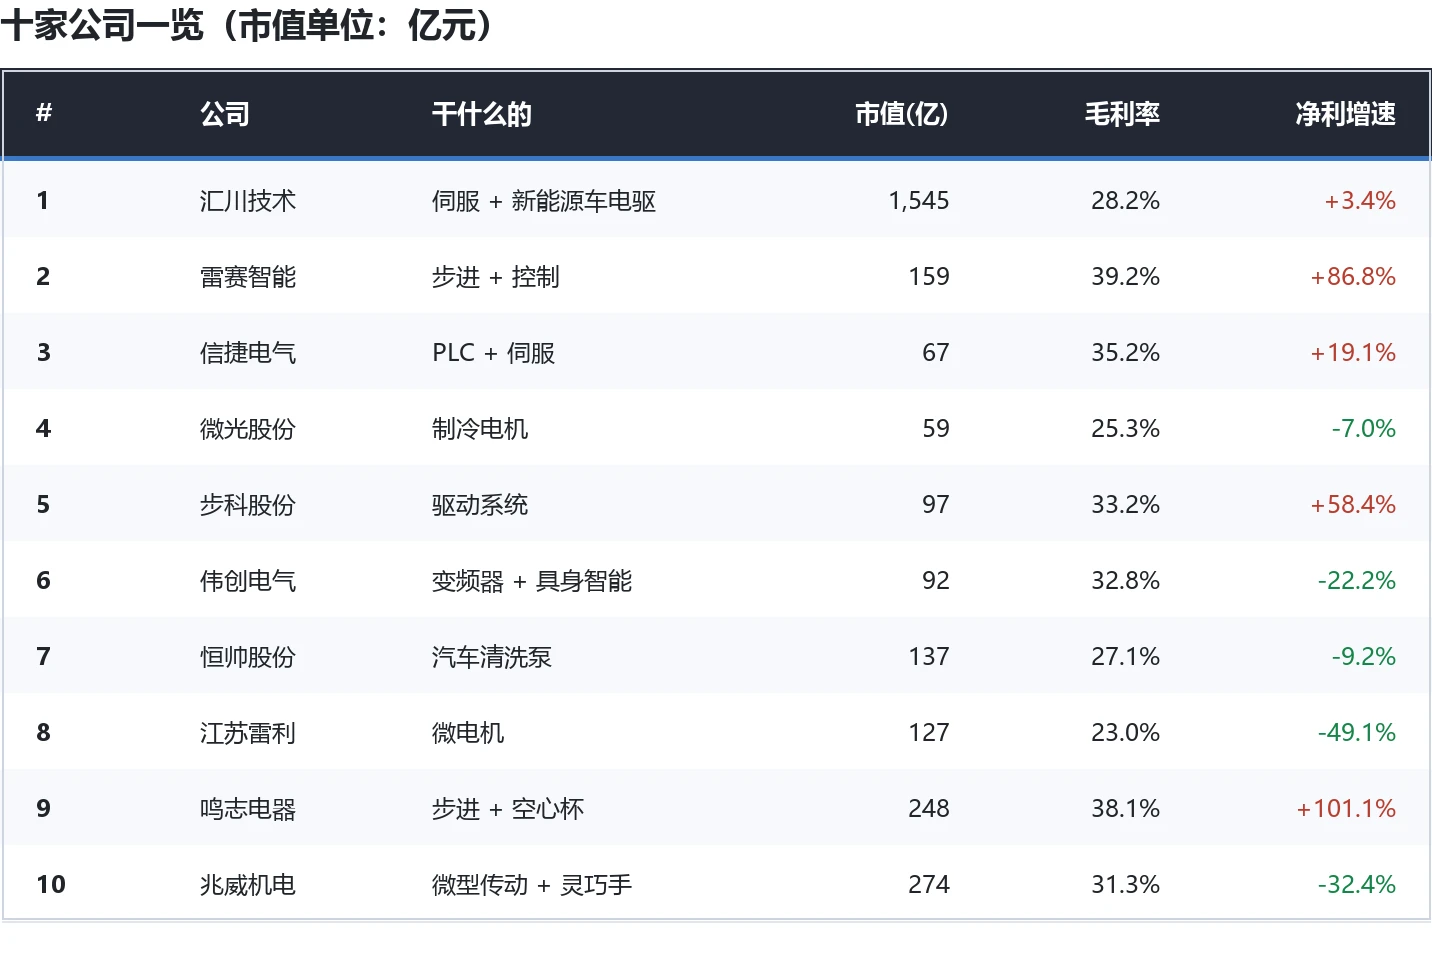 十家公司一览（市值单位：亿元）
# 公司 干什么的 市值(亿) 毛利率 净利增速
1 汇川技术 伺服 + 新能源车电驱 1,545 28.2% +3.4%
2 雷赛智能 步进 + 控制 159 39.2% +86.8%
3 信捷电气 PLC + 伺服 67 35.2% +19.1%
4 微光股份 制冷电机 59 25.3% -7.0%
5 步科股份 驱动系统 97 33.2% +58.4%
6 伟创电气 变频器 + 具身智能 92 32.8% -22.2%
7 恒帅股份 汽车清洗泵 137 27.1% -9.2%
8 江苏雷利 微电机 127 23.0% -49.1%
9 鸣志电器 步进 + 空心杯 248 38.1% +101.1%
10 兆威机电 微型传动 + 灵巧手 274 31.3% -32.4%